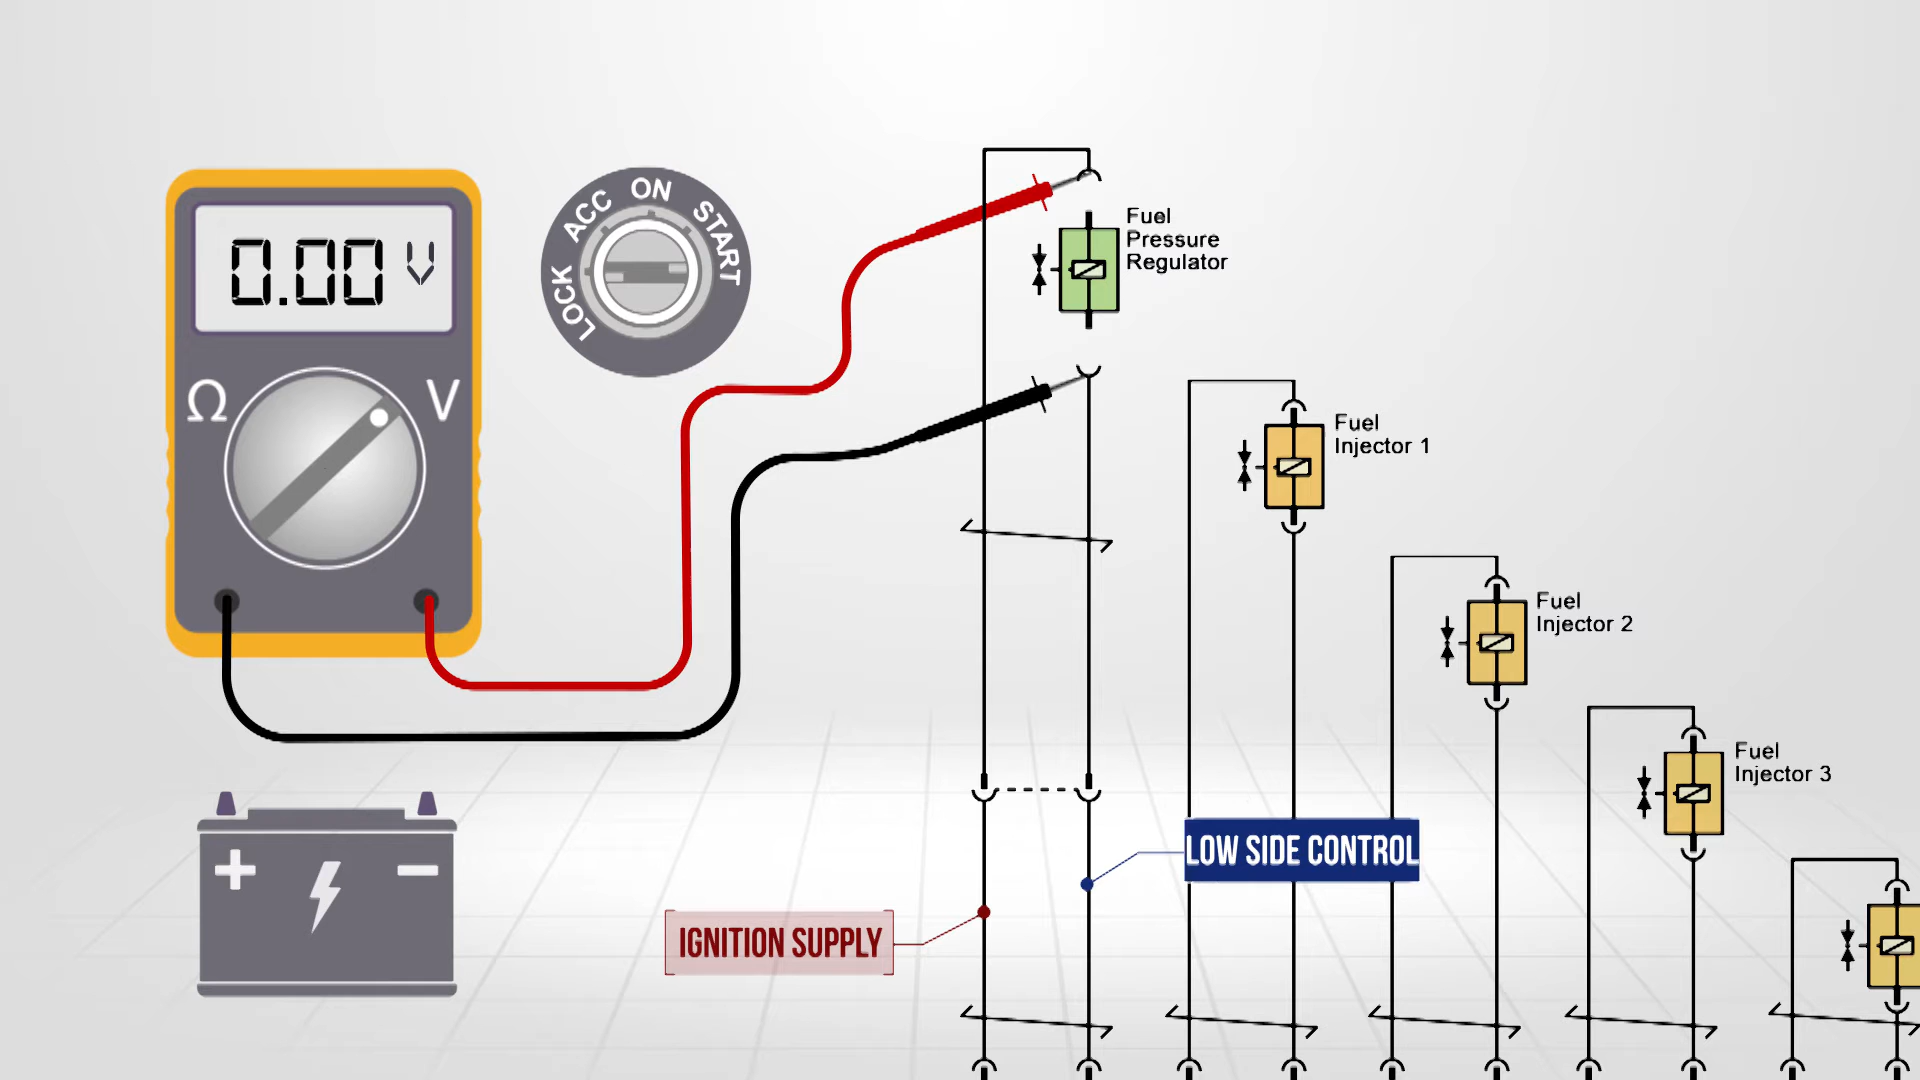 0.00 V
Ω
V
LOCK
ACC
ON
START
Fuel
Pressure
Regulator
Fuel
Injector 1
Fuel
Injector 2
Fuel
Injector 3
LOW SIDE CONTROL
IGNITION SUPPLY
+
−